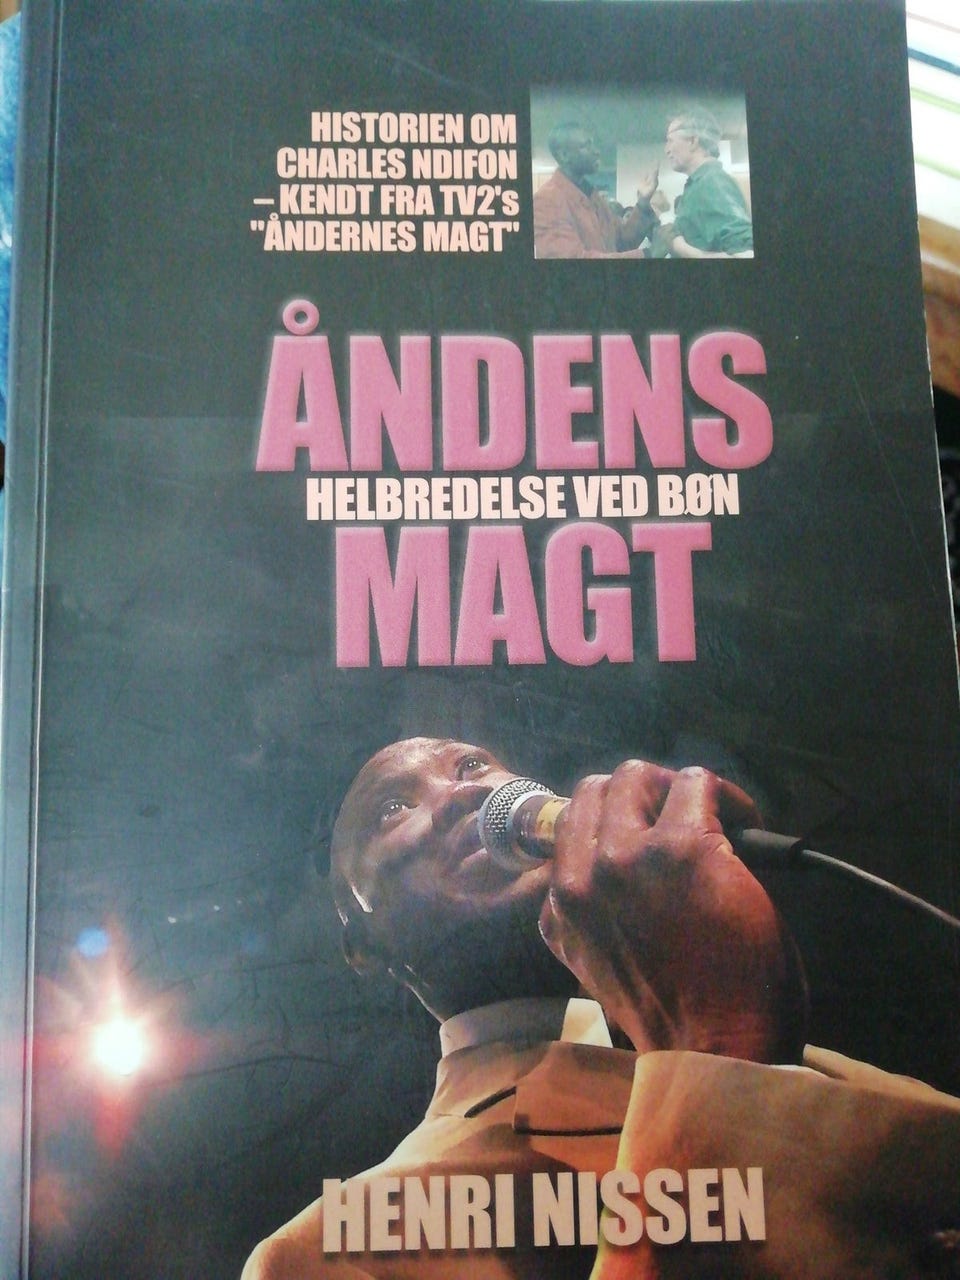 HISTORIEN OM
CHARLES NDIFON
– KENDT FRA TV2's
"ÅNDERNES MAGT"
ÅNDENS
HELBREDELSE VED BØN
MAGT
HENRI NISSEN